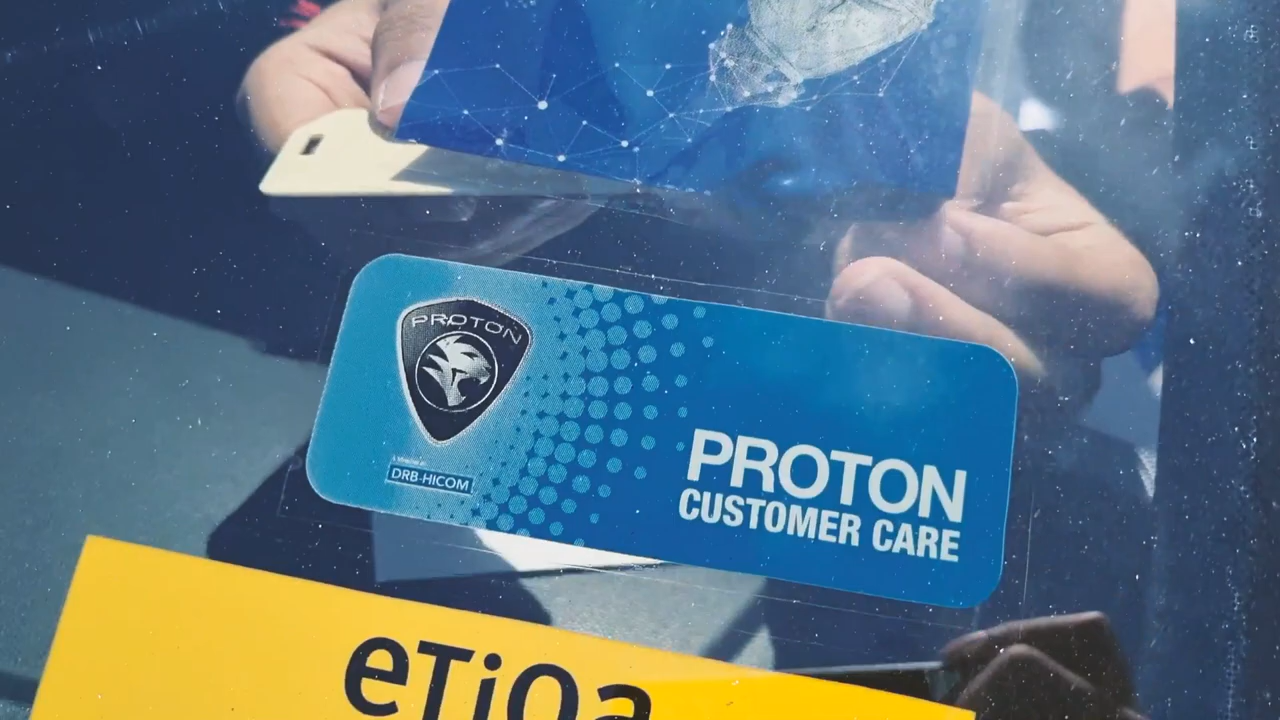 PROTON
DRB-HICOM
PROTON
CUSTOMER CARE
eTiQa